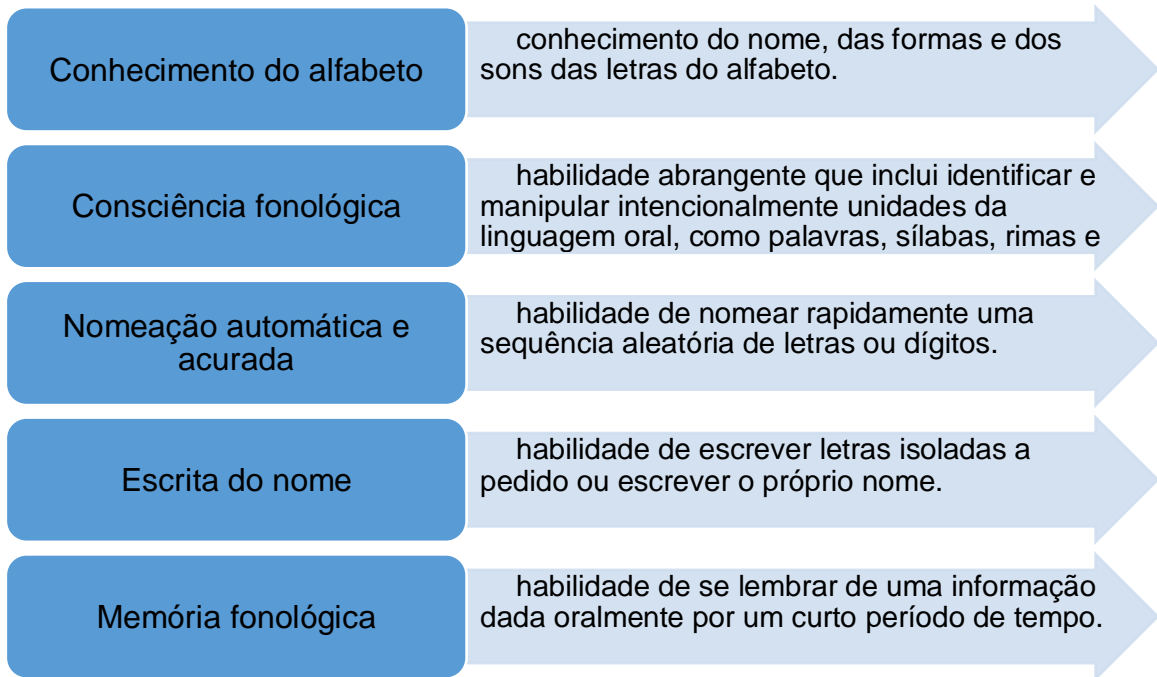 Conhecimento do alfabeto
conhecimento do nome, das formas e dos
sons das letras do alfabeto.
Consciência fonológica
habilidade abrangente que inclui identificar e
manipular intencionalmente unidades da
linguagem oral, como palavras, sílabas, rimas e
Nomeação automática e
acurada
habilidade de nomear rapidamente uma
sequência aleatória de letras ou dígitos.
Escrita do nome
habilidade de escrever letras isoladas a
pedido ou escrever o próprio nome.
Memória fonológica
habilidade de se lembrar de uma informação
dada oralmente por um curto período de tempo.